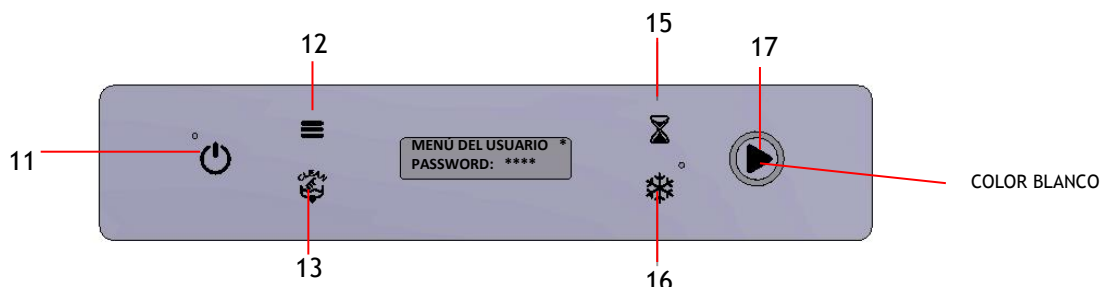 15
12
17
MENÚ DEL USUARIO *
PASSWORD: ****
11
CLEAN
COLOR BLANCO
13
16